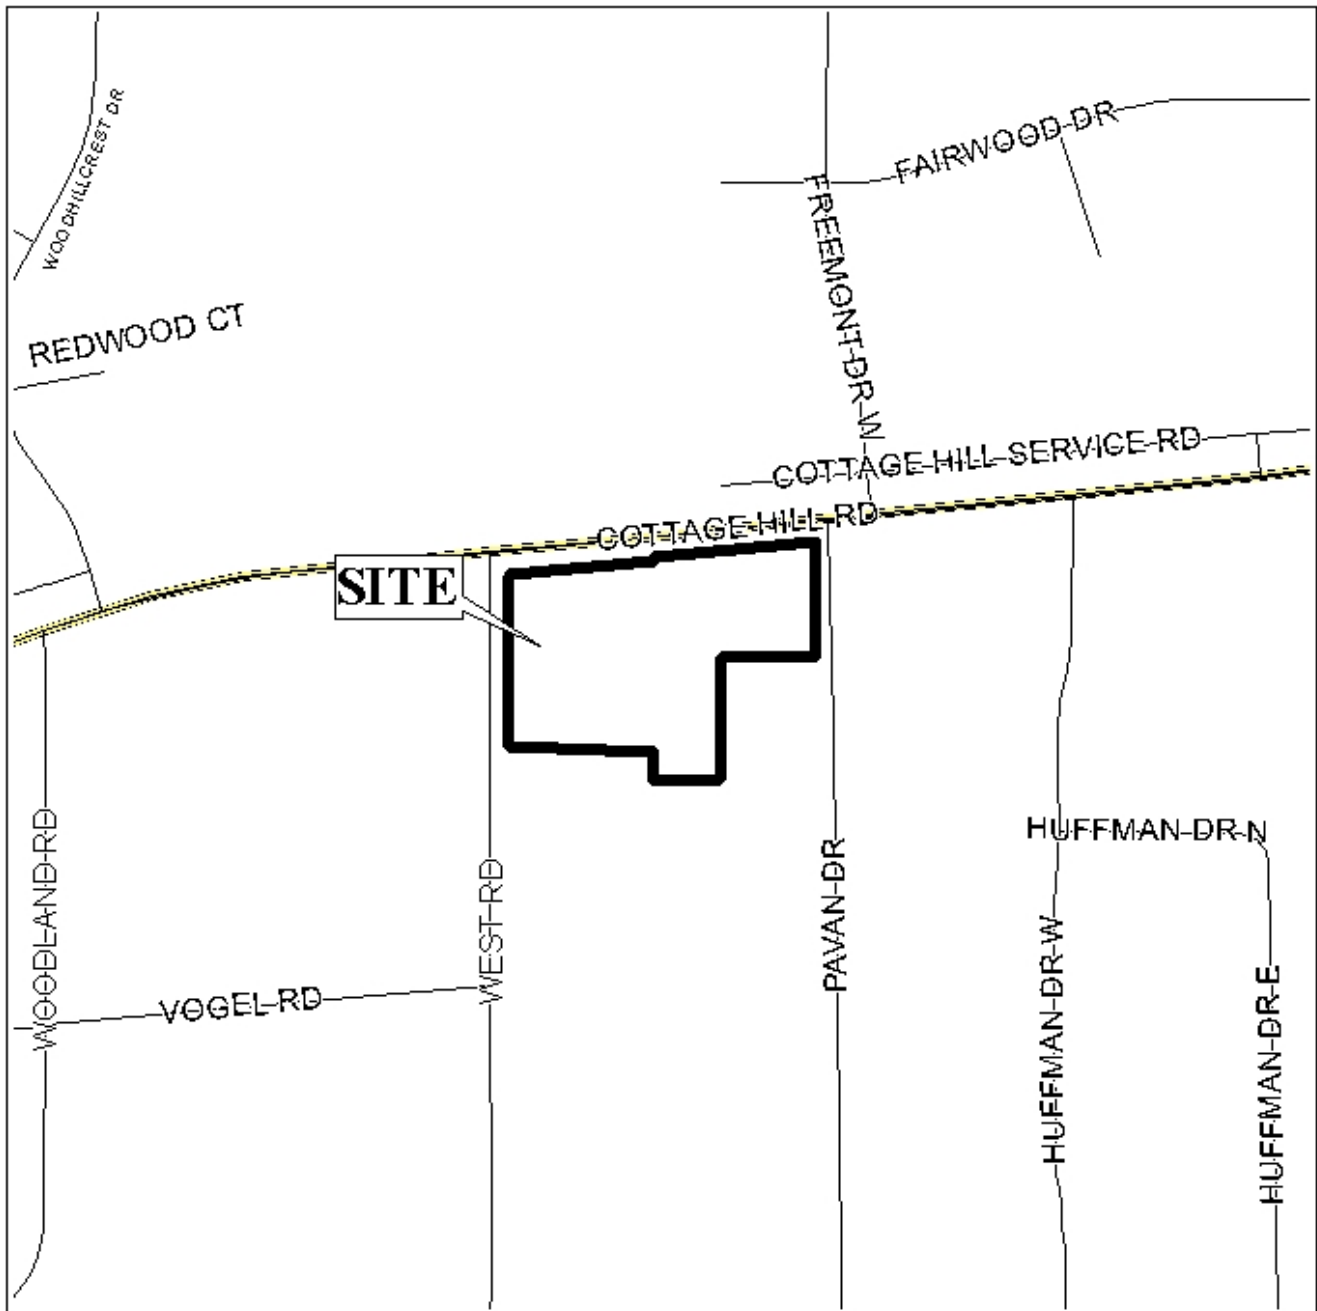 WOODHILLCREST DR
FAIRWOOD DR
FREEMONT DR W
REDWOOD CT
COTTAGE HILL SERVICE RD
COTTAGE HILL RD
SITE
WOODLAND RD
WEST RD
PAVAN DR
HUFFMAN DR N
VOGEL RD
HUFFMAN DR W
HUFFMAN DR E